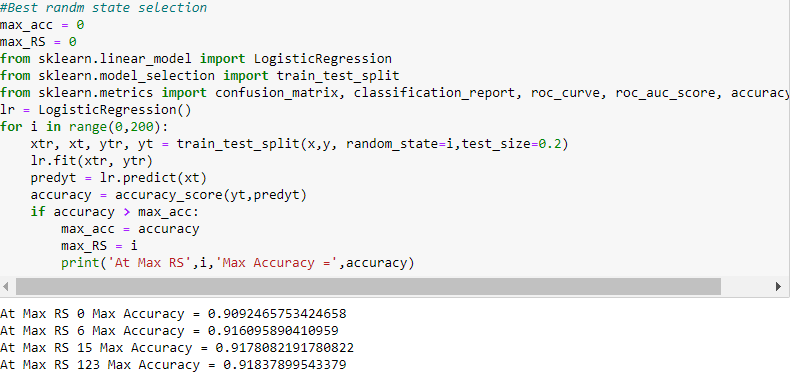 #Best randm state selection
max_acc = 0
max_RS = 0
from sklearn.linear_model import LogisticRegression
from sklearn.model_selection import train_test_split
from sklearn.metrics import confusion_matrix, classification_report, roc_curve, roc_auc_score, accuracy
lr = LogisticRegression()
for i in range(0,200):
    xtr, xt, ytr, yt = train_test_split(x,y, random_state=i,test_size=0.2)
    lr.fit(xtr, ytr)
    predyt = lr.predict(xt)
    accuracy = accuracy_score(yt,predyt)
    if accuracy > max_acc:
        max_acc = accuracy
        max_RS = i
        print('At Max RS',i,'Max Accuracy =',accuracy)
At Max RS 0 Max Accuracy = 0.9092465753424658
At Max RS 6 Max Accuracy = 0.916095890410959
At Max RS 15 Max Accuracy = 0.9178082191780822
At Max RS 123 Max Accuracy = 0.91837899543379